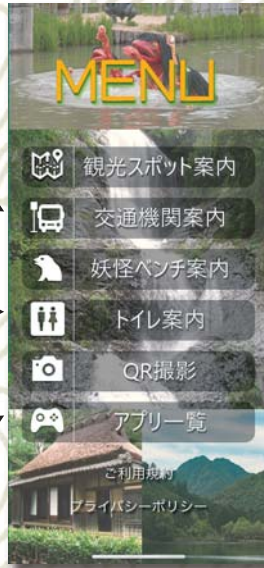 MENU
観光スポット案内
交通機関案内
妖怪ベンチ案内
トイレ案内
QR撮影
アプリ一覧
ご利用規約
プライバシーポリシー